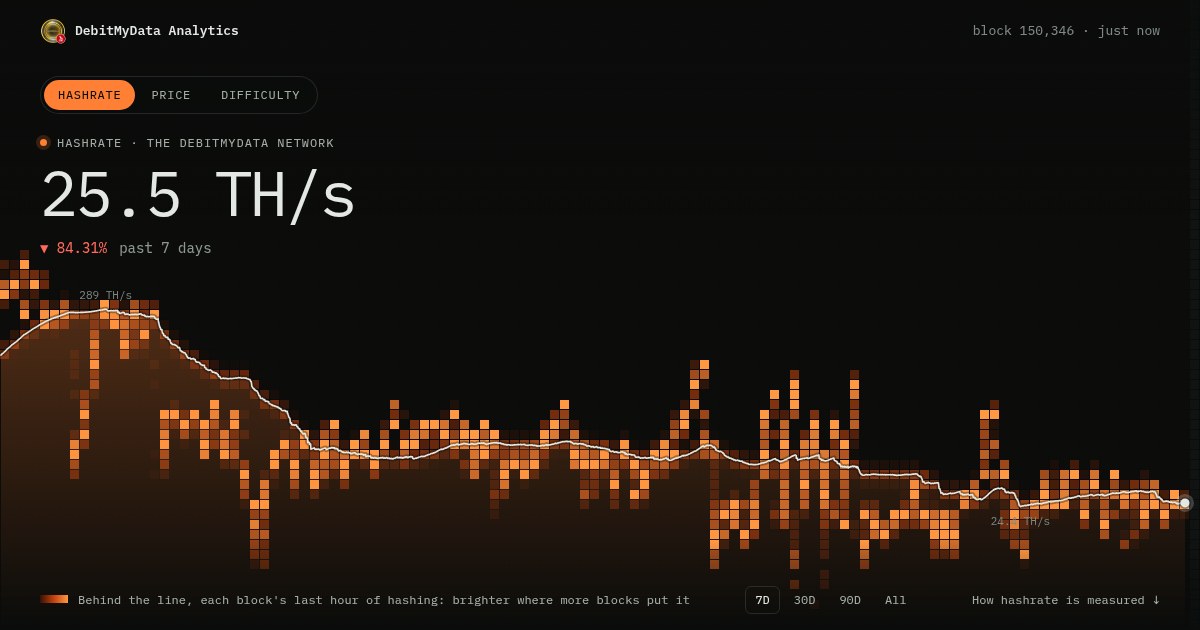 DebitMyData Analytics
block 150,346 · just now
HASHRATE PRICE DIFFICULTY
HASHRATE · THE DEBITMYDATA NETWORK
25.5 TH/s
▼ 84.31% past 7 days
289 TH/s
TH/s
Behind the line, each block's last hour of hashing: brighter where more blocks put it
7D 30D 90D All
How hashrate is measured ↓